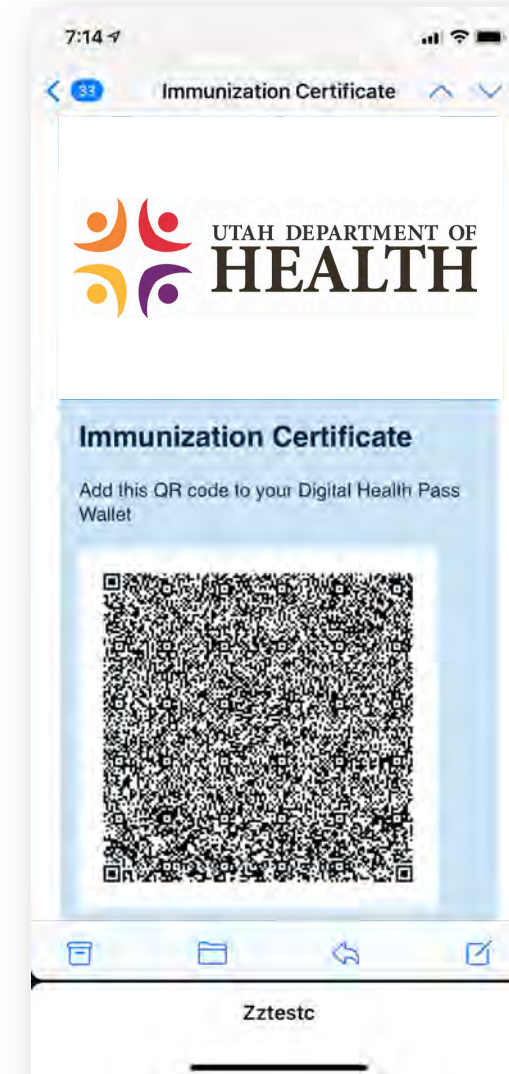 7:14
33
Immunization Certificate
UTAH DEPARTMENT OF
HEALTH
Immunization Certificate
Add this QR code to your Digital Health Pass
Wallet
Zztestc